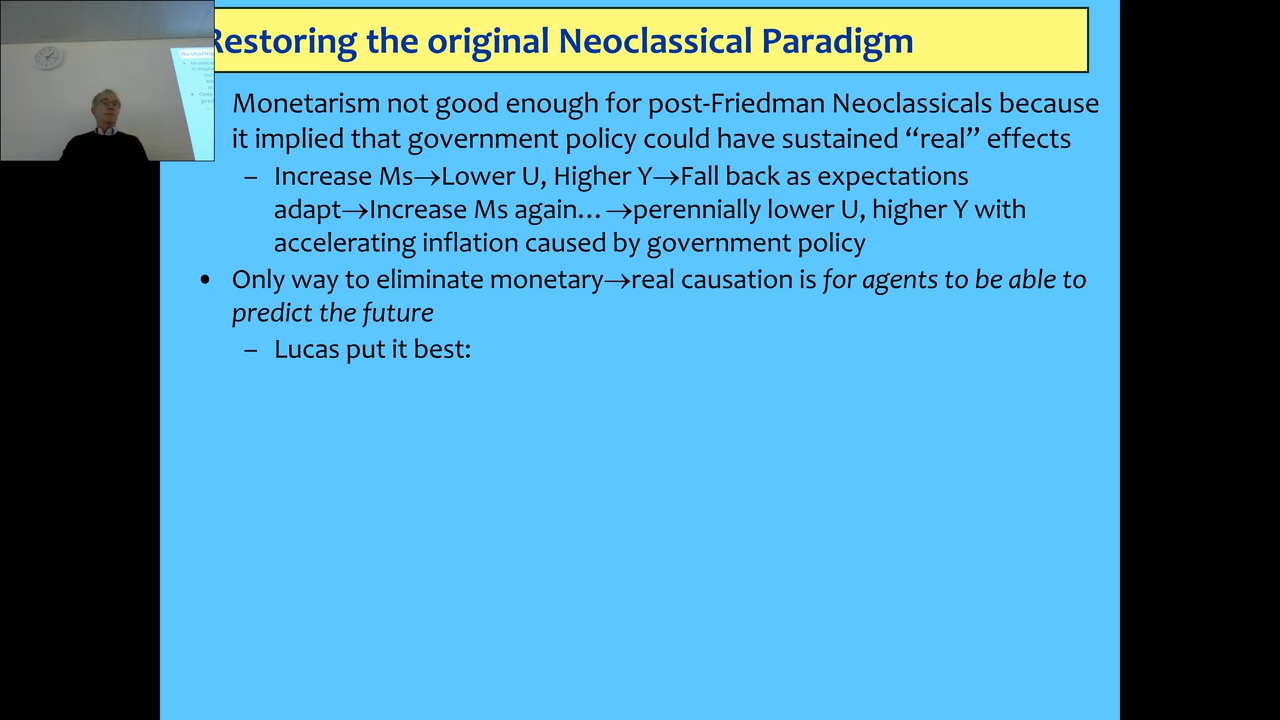 Restoring the original Neoclassical Paradigm
Monetarism not good enough for post-Friedman Neoclassicals because
it implied that government policy could have sustained “real” effects
– Increase Ms→Lower U, Higher Y→Fall back as expectations
adapt→Increase Ms again… →perennially lower U, higher Y with
accelerating inflation caused by government policy
• Only way to eliminate monetary→real causation is for agents to be able to
predict the future
– Lucas put it best: